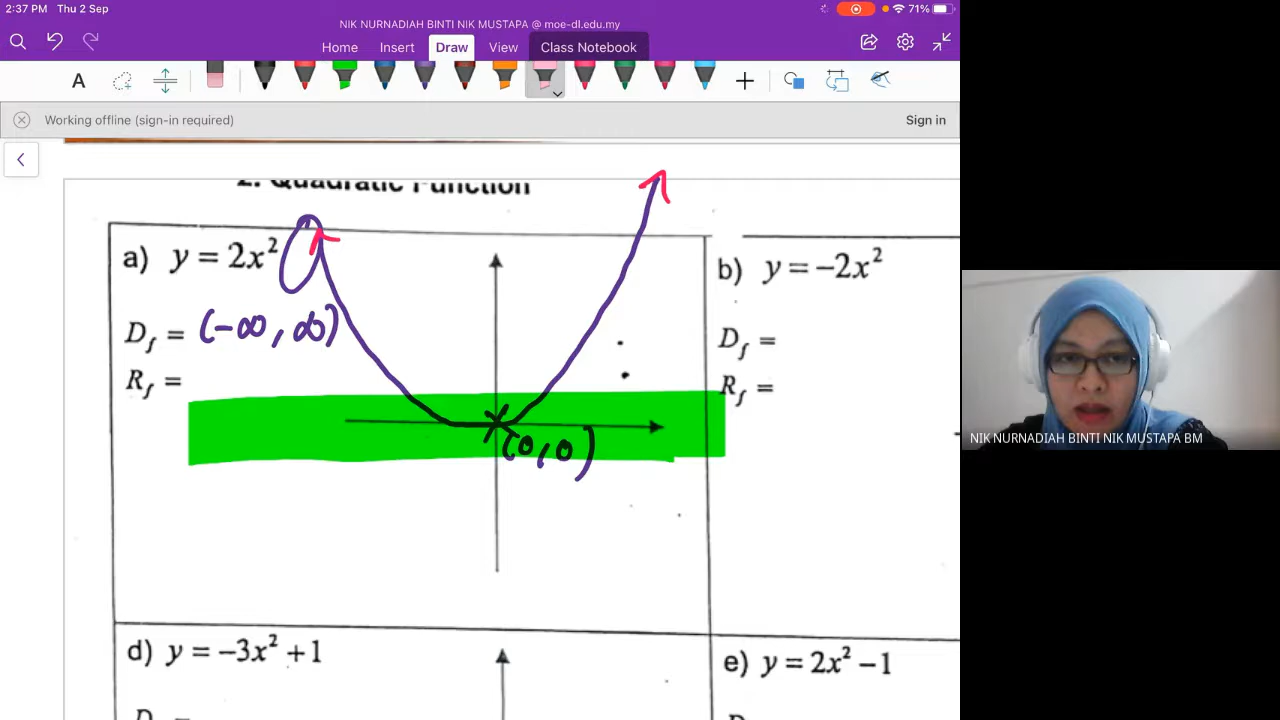 2:37 PM Thu 2 Sep
71%
NIK NURNADIAH BINTI NIK MUSTAPA @ moe-dl.edu.my
Home Insert Draw View Class Notebook
A
Working offline (sign-in required) Sign in
2. Quadratic Function
a) y = 2x²
D_f = (-∞, ∞)
R_f =
(0,0)
b) y = -2x²
D_f =
R_f =
NIK NURNADIAH BINTI NIK MUSTAPA BM
d) y = -3x² + 1
e) y = 2x² - 1